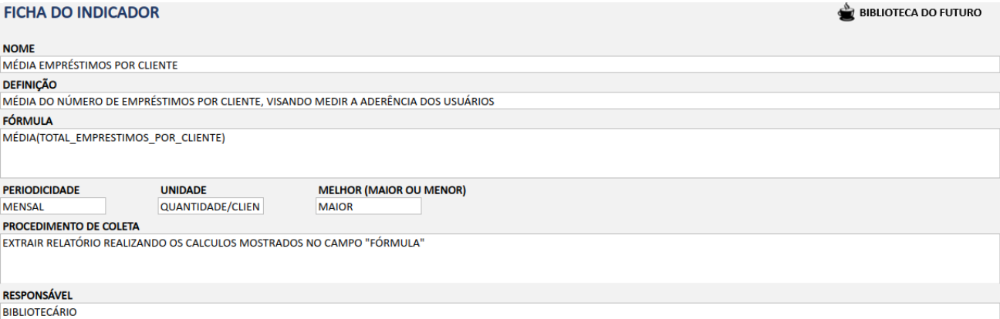 FICHA DO INDICADOR
BIBLIOTECA DO FUTURO
NOME
MÉDIA EMPRÉSTIMOS POR CLIENTE
DEFINIÇÃO
MÉDIA DO NÚMERO DE EMPRÉSTIMOS POR CLIENTE, VISANDO MEDIR A ADERÊNCIA DOS USUÁRIOS
FÓRMULA
MÉDIA(TOTAL_EMPRESTIMOS_POR_CLIENTE)
PERIODICIDADE UNIDADE MELHOR (MAIOR OU MENOR)
MENSAL QUANTIDADE/CLIEN MAIOR
PROCEDIMENTO DE COLETA
EXTRAIR RELATÓRIO REALIZANDO OS CALCULOS MOSTRADOS NO CAMPO "FÓRMULA"
RESPONSÁVEL
BIBLIOTECÁRIO